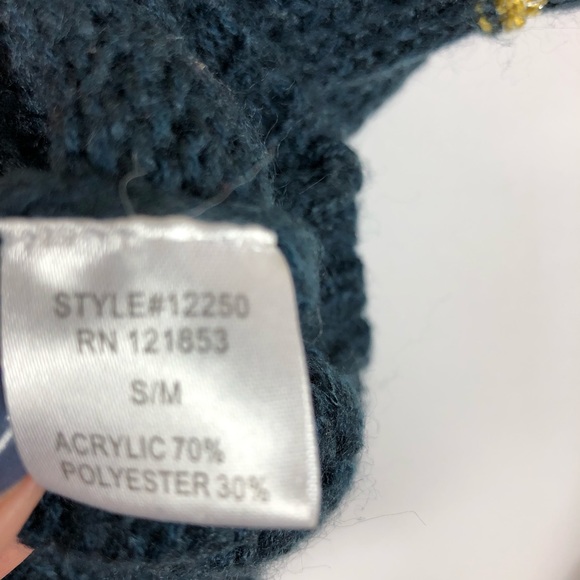 STYLE#12250
RN 121853
S/M
ACRYLIC 70%
POLYESTER 30%